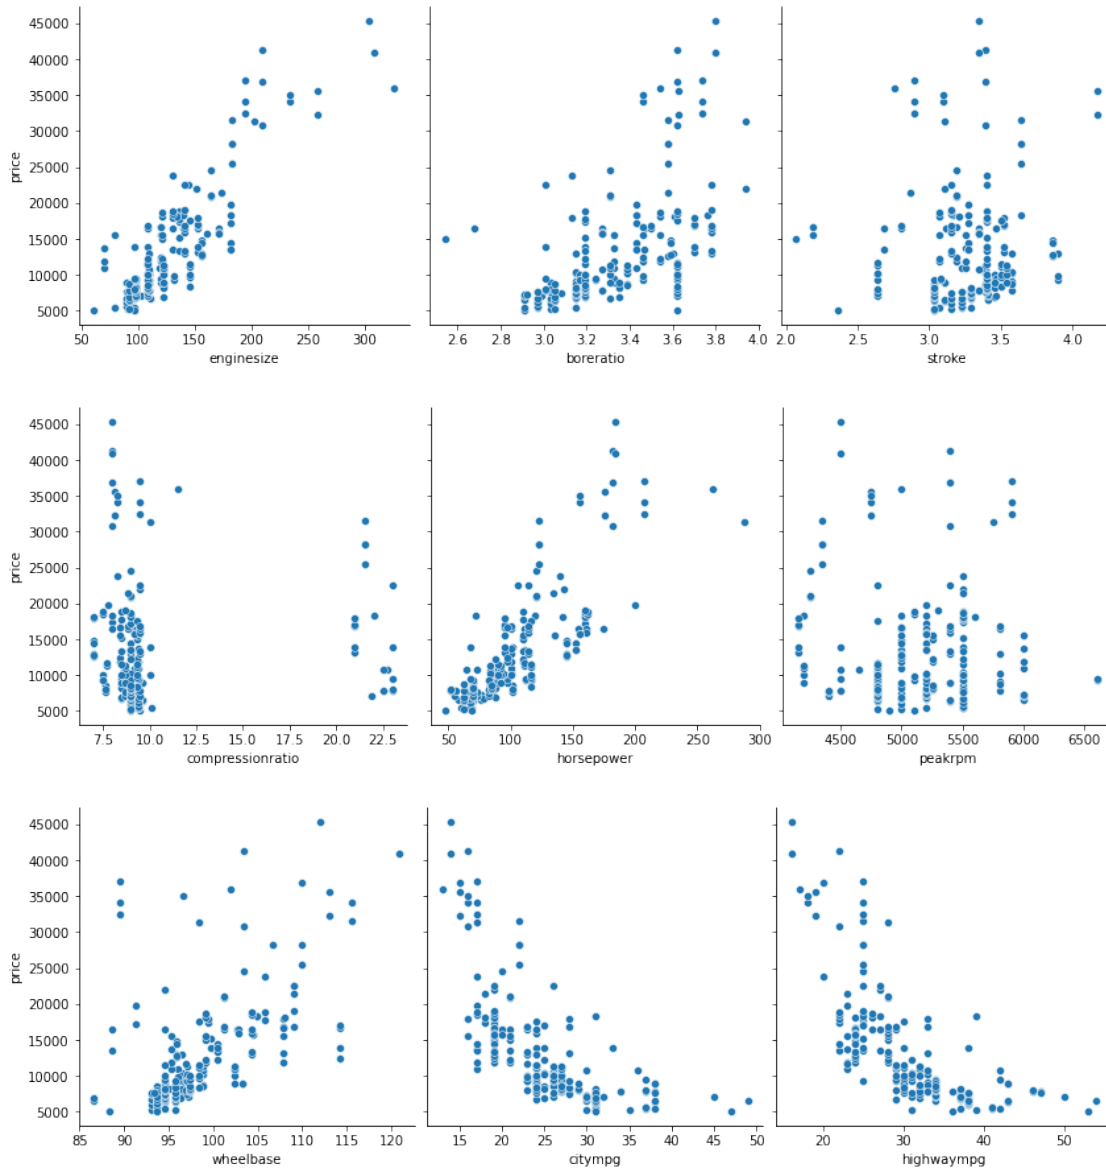 45000
40000
35000
30000
25000
20000
15000
10000
5000
price
50 100 150 200 250 300
enginesize
2.6 2.8 3.0 3.2 3.4 3.6 3.8 4.0
boreratio
2.0 2.5 3.0 3.5 4.0
stroke
45000
40000
35000
30000
25000
20000
15000
10000
5000
price
7.5 10.0 12.5 15.0 17.5 20.0 22.5
compressionratio
50 100 150 200 250 300
horsepower
4500 5000 5500 6000 6500
peakrpm
45000
40000
35000
30000
25000
20000
15000
10000
5000
price
85 90 95 100 105 110 115 120
wheelbase
15 20 25 30 35 40 45 50
citympg
20 30 40 50
highwaympg